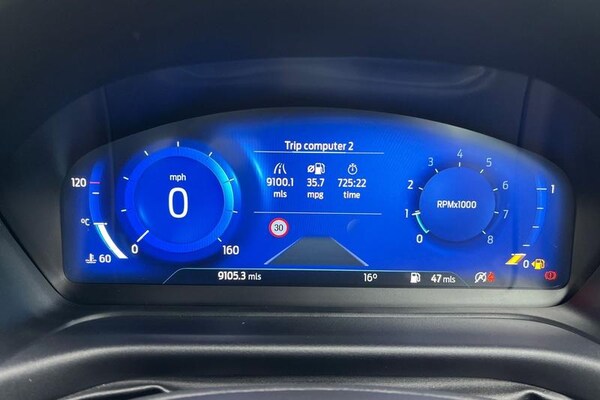 Trip computer 2
9100.1 35.7 725:22
mls mpg time
120
°C
60
mph
0
0 160
30
0 1 2 3 4 5 6 7 8
RPMx1000
1
0
9105.3 mls 16° 47 mls